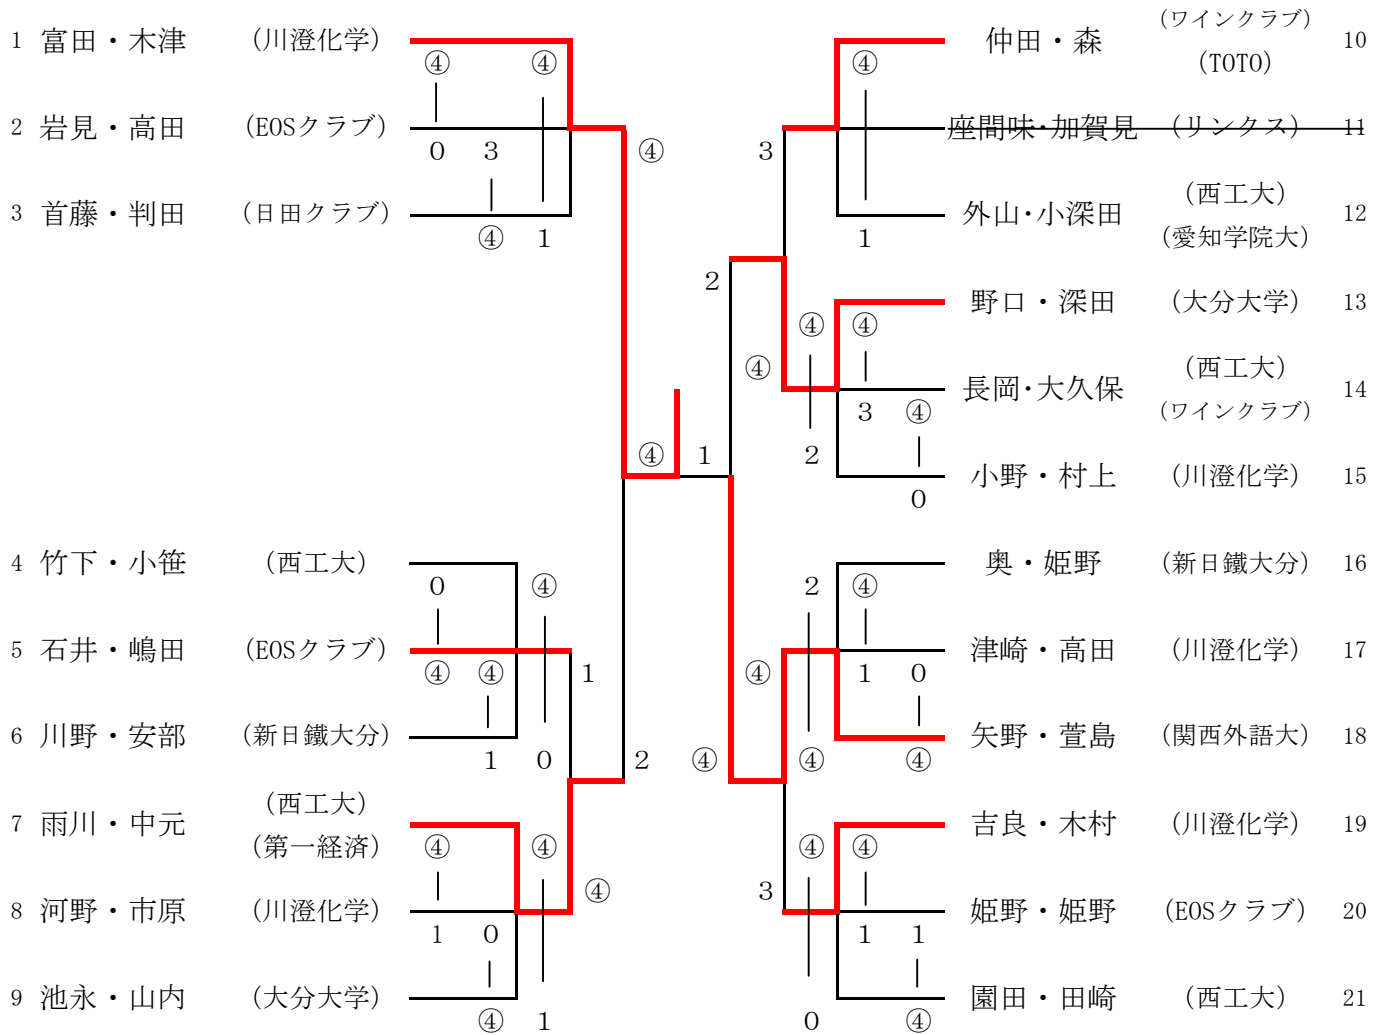 1 富田・木津 (川澄化学)
④ ④
2 岩見・高田 (EOSクラブ)
0 3
④
3 首藤・判田 (日田クラブ)
④ 1
4 竹下・小笹 (西工大)
0 ④
5 石井・嶋田 (EOSクラブ)
④ ④
1
6 川野・安部 (新日鐵大分)
1 0
2
7 雨川・中元 (西工大)
(第一経済)
④ ④
④
8 河野・市原 (川澄化学)
1 0
9 池永・山内 (大分大学)
④ 1
④ 1
仲田・森 (ワインクラブ) 10
(TOTO)
④
座間味・加賀見 (リンクス) 11
3
外山・小深田 (西工大) 12
(愛知学院大)
1
2
野口・深田 (大分大学) 13
④ ④
④
長岡・大久保 (西工大) 14
(ワインクラブ)
3 ④
2
小野・村上 (川澄化学) 15
0
奥・姫野 (新日鐵大分) 16
2 ④
津崎・高田 (川澄化学) 17
④ 1 0
矢野・萱島 (関西外語大) 18
④ ④ ④
吉良・木村 (川澄化学) 19
④ ④
3
姫野・姫野 (EOSクラブ) 20
1 1
園田・田崎 (西工大) 21
0 ④